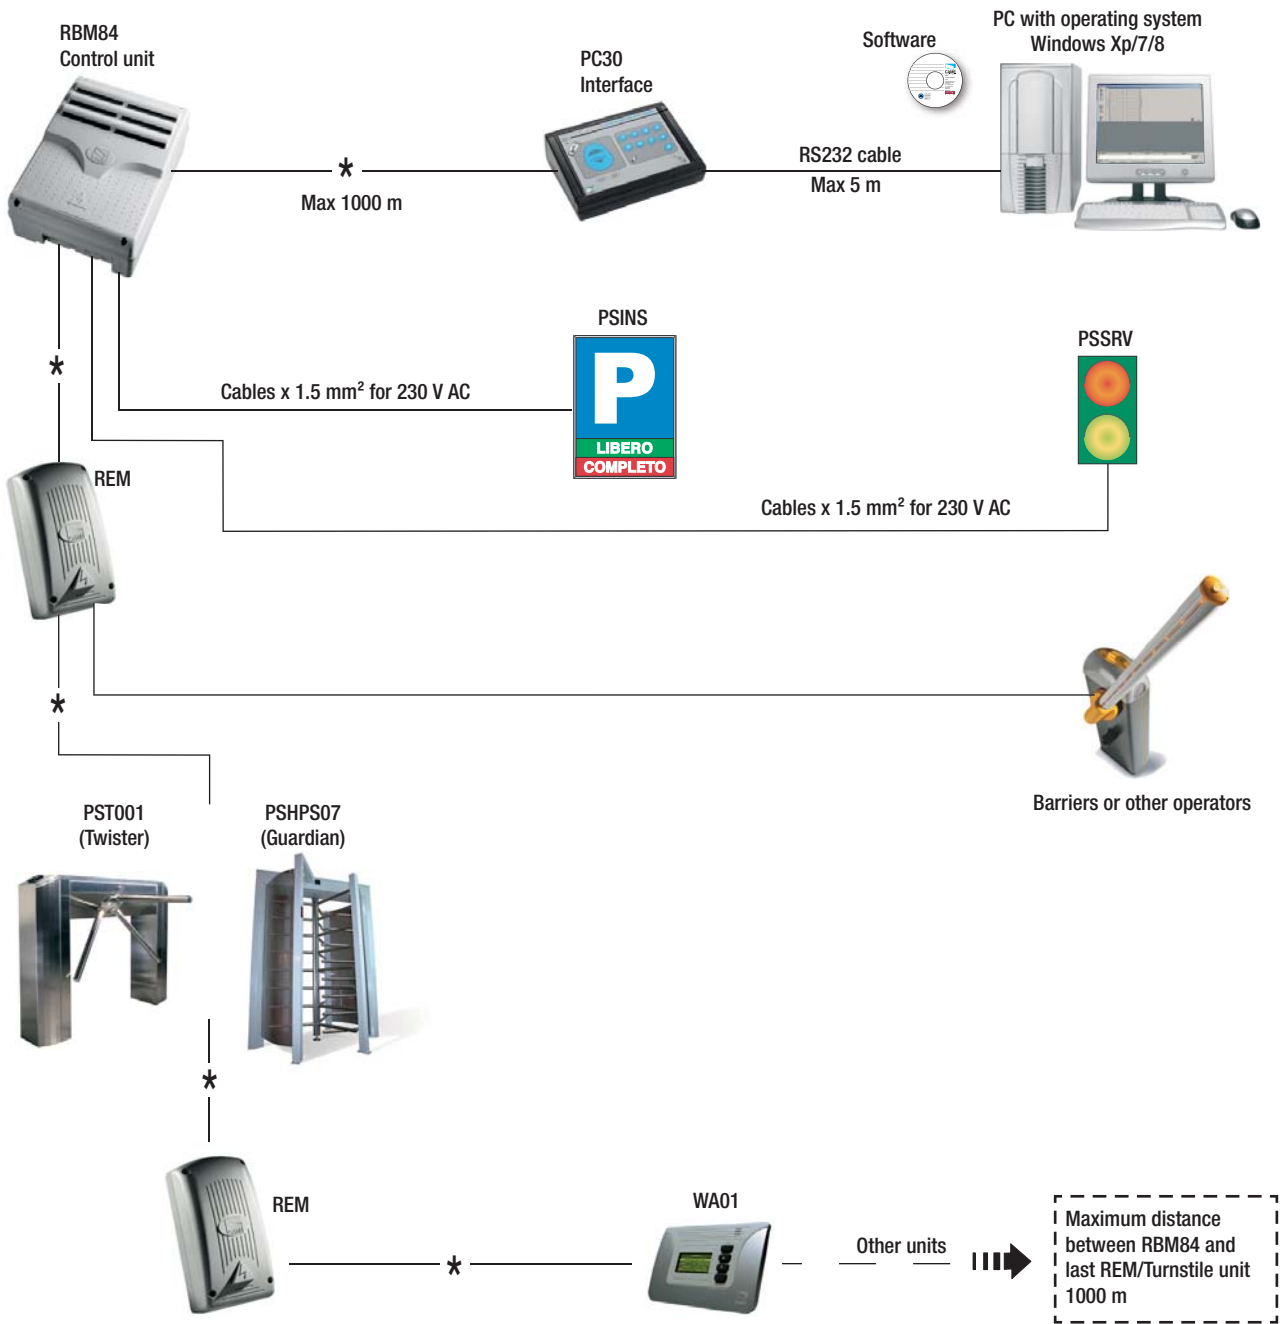 RBM84
Control unit
PC30
Interface
Software
PC with operating system
Windows Xp/7/8
*
Max 1000 m
RS232 cable
Max 5 m
PSINS
P
LIBERO
COMPLETO
PSSRV
*
Cables x 1.5 mm² for 230 V AC
REM
Cables x 1.5 mm² for 230 V AC
*
Barriers or other operators
PST001
(Twister)
PSHPS07
(Guardian)
*
REM
*
WA01
Other units
Maximum distance
between RBM84 and
last REM/Turnstile unit
1000 m